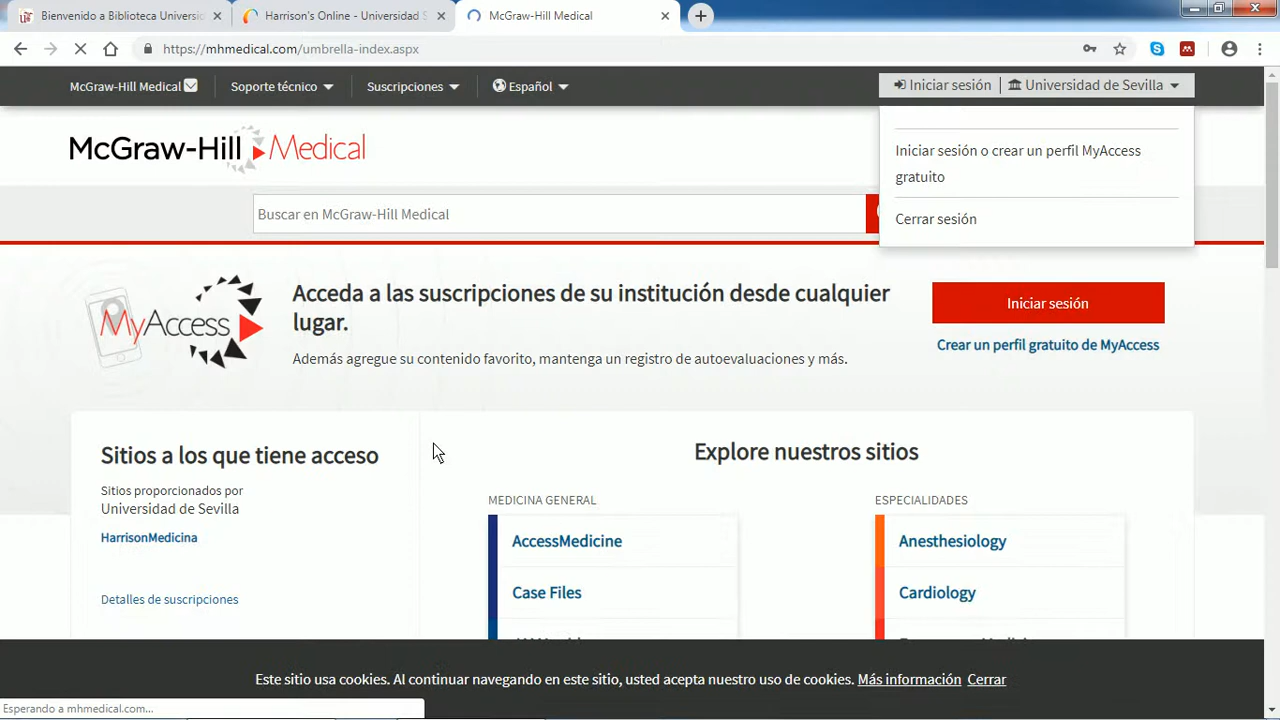 Bienvenido a Biblioteca Universi
Harrison's Online - Universidad S
McGraw-Hill Medical
https://mhmedical.com/umbrella-index.aspx
McGraw-Hill Medical
Soporte técnico
Suscripciones
Español
Iniciar sesión
Universidad de Sevilla
McGraw-Hill Medical
Iniciar sesión o crear un perfil MyAccess
gratuito
Buscar en McGraw-Hill Medical
Cerrar sesión
MyAccess
Acceda a las suscripciones de su institución desde cualquier
lugar.
Además agregue su contenido favorito, mantenga un registro de autoevaluaciones y más.
Iniciar sesión
Crear un perfil gratuito de MyAccess
Sitios a los que tiene acceso
Sitios proporcionados por
Universidad de Sevilla
HarrisonMedicina
Detalles de suscripciones
Explore nuestros sitios
MEDICINA GENERAL
AccessMedicine
Case Files
ESPECIALIDADES
Anesthesiology
Cardiology
Este sitio usa cookies. Al continuar navegando en este sitio, usted acepta nuestro uso de cookies. Más información Cerrar
Esperando a mhmedical.com...